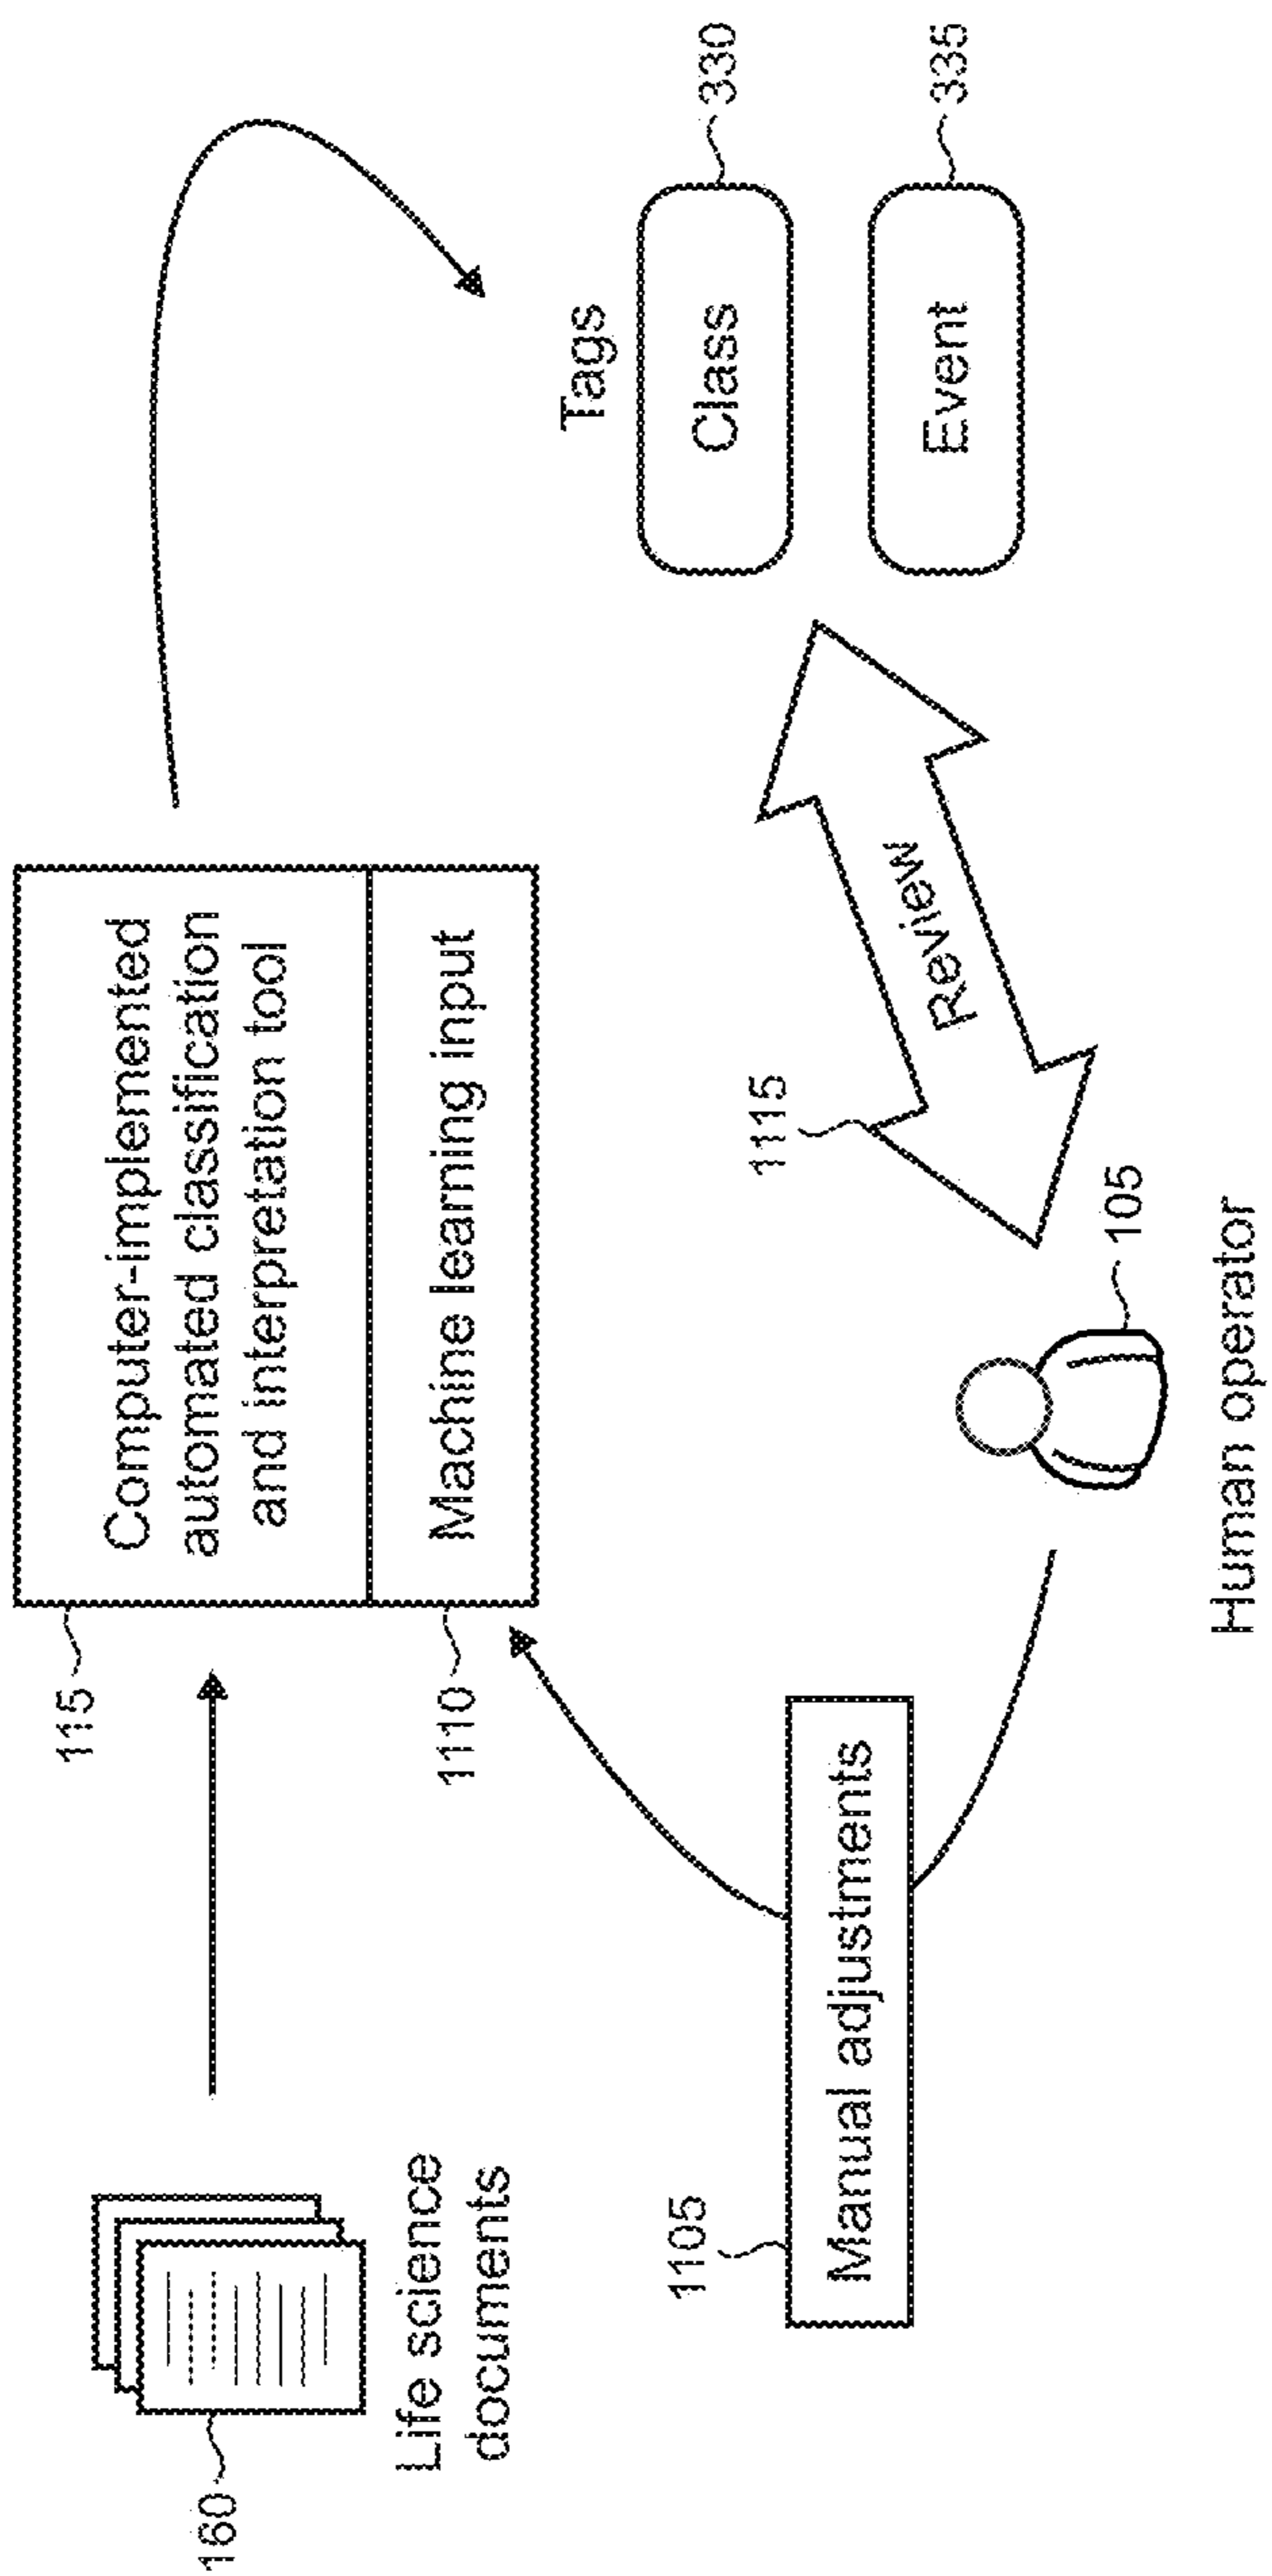 160
Life science
documents
115
Computer-implemented
automated classification
and interpretation tool
1110
Machine learning input
Tags
Class
330
Event
335
Review
1115
105
Human operator
1105
Manual adjustments